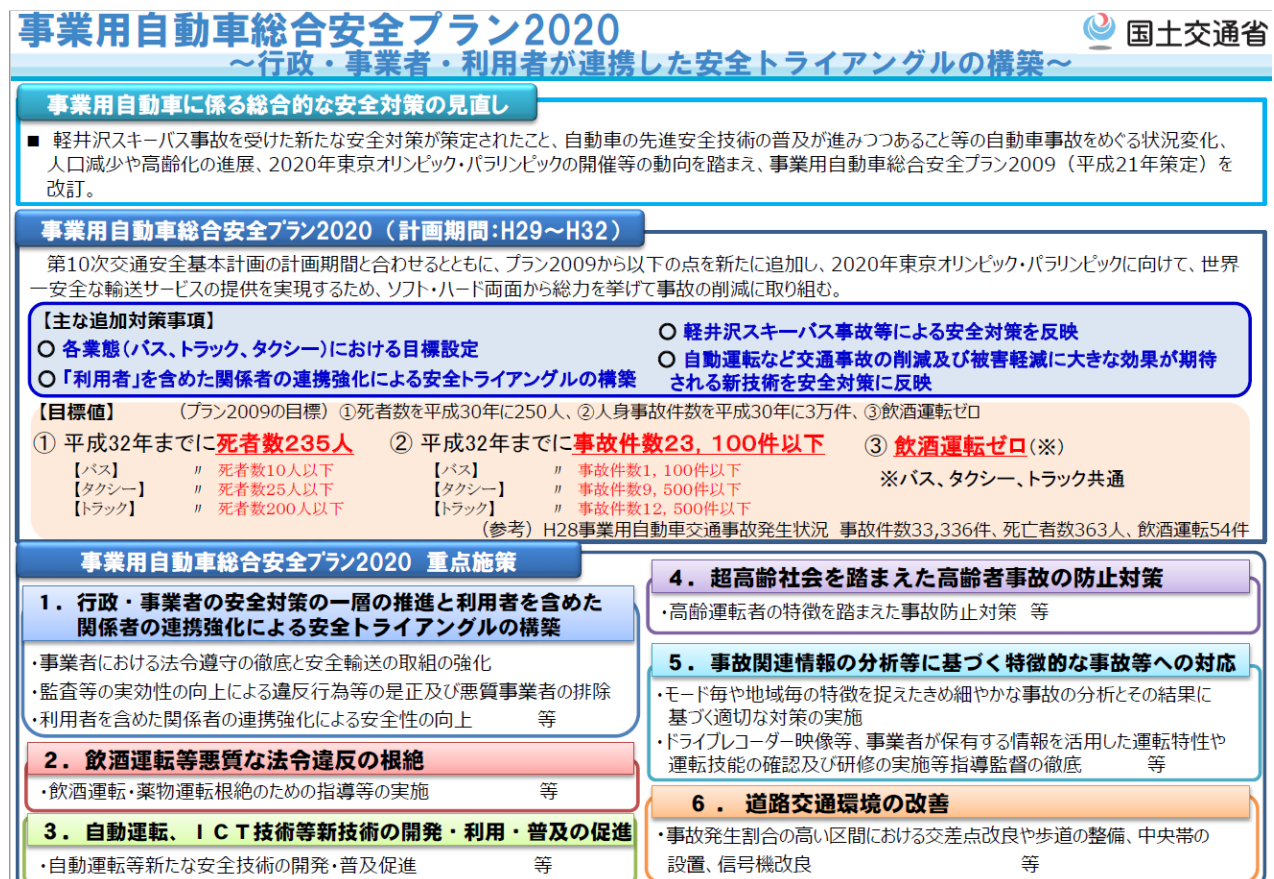 事業用自動車総合安全プラン2020
国土交通省
～行政・事業者・利用者が連携した安全トライアングルの構築～
事業用自動車に係る総合的な安全対策の見直し
■ 軽井沢スキーバス事故を受けた新たな安全対策が策定されたこと、自動車の先進安全技術の普及が進みつつあること等の自動車事故をめぐる状況変化、
人口減少や高齢化の進展、2020年東京オリンピック・パラリンピックの開催等の動向を踏まえ、事業用自動車総合安全プラン2009（平成21年策定）を
改訂。
事業用自動車総合安全プラン2020（計画期間：H29～H32）
第10次交通安全基本計画の計画期間と合わせるとともに、プラン2009から以下の点を新たに追加し、2020年東京オリンピック・パラリンピックに向けて、世界
一安全な輸送サービスの提供を実現するため、ソフト・ハード両面から総力を挙げて事故の削減に取り組む。
【主な追加対策事項】
○ 各業態（バス、トラック、タクシー）における目標設定
○「利用者」を含めた関係者の連携強化による安全トライアングルの構築
○ 軽井沢スキーバス事故等による安全対策を反映
○ 自動運転など交通事故の削減及び被害軽減に大きな効果が期待
される新技術を安全対策に反映
【目標値】 （プラン2009の目標）①死者数を平成30年に250人、②人身事故件数を平成30年に3万件、③飲酒運転ゼロ
① 平成32年までに死者数235人
【バス】 〃 死者数10人以下
【タクシー】 〃 死者数25人以下
【トラック】 〃 死者数200人以下
② 平成32年までに事故件数23，100件以下
【バス】 〃 事故件数1，100件以下
【タクシー】 〃 事故件数9，500件以下
【トラック】 〃 事故件数12，500件以下
③ 飲酒運転ゼロ（※）
※バス、タクシー、トラック共通
（参考）H28事業用自動車交通事故発生状況 事故件数33,336件、死亡者数363人、飲酒運転54件
事業用自動車総合安全プラン2020 重点施策
１．行政・事業者の安全対策の一層の推進と利用者を含めた
関係者の連携強化による安全トライアングルの構築
・事業者における法令遵守の徹底と安全輸送の取組の強化
・監査等の実効性の向上による違反行為等の是正及び悪質事業者の排除
・利用者を含めた関係者の連携強化による安全性の向上 等
２．飲酒運転等悪質な法令違反の根絶
・飲酒運転・薬物運転根絶のための指導等の実施 等
３．自動運転、ＩＣＴ技術等新技術の開発・利用・普及の促進
・自動運転等新たな安全技術の開発・普及促進 等
４．超高齢社会を踏まえた高齢者事故の防止対策
・高齢運転者の特徴を踏まえた事故防止対策 等
５．事故関連情報の分析等に基づく特徴的な事故等への対応
・モード毎や地域毎の特徴を捉えたきめ細やかな事故の分析とその結果に
基づく適切な対策の実施
・ドライブレコーダー映像等、事業者が保有する情報を活用した運転特性や
運転技能の確認及び研修の実施等指導監督の徹底 等
６．道路交通環境の改善
・事故発生割合の高い区間における交差点改良や歩道の整備、中央帯の
設置、信号機改良 等